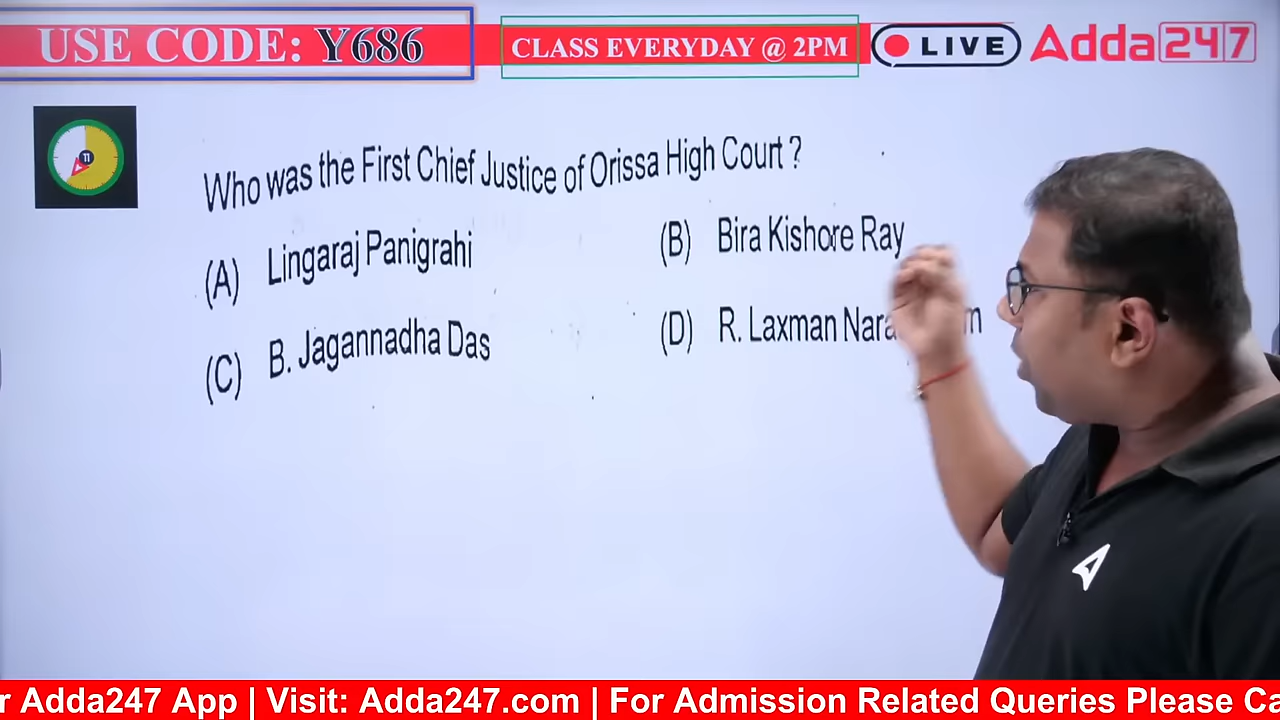 USE CODE: Y686
CLASS EVERYDAY @ 2PM
LIVE
Adda247
11
Who was the First Chief Justice of Orissa High Court ?
(A) Lingaraj Panigrahi
(B) Bira Kishore Ray
(C) B. Jagannadha Das
(D) R. Laxman
r Adda247 App | Visit: Adda247.com | For Admission Related Queries Please Ca